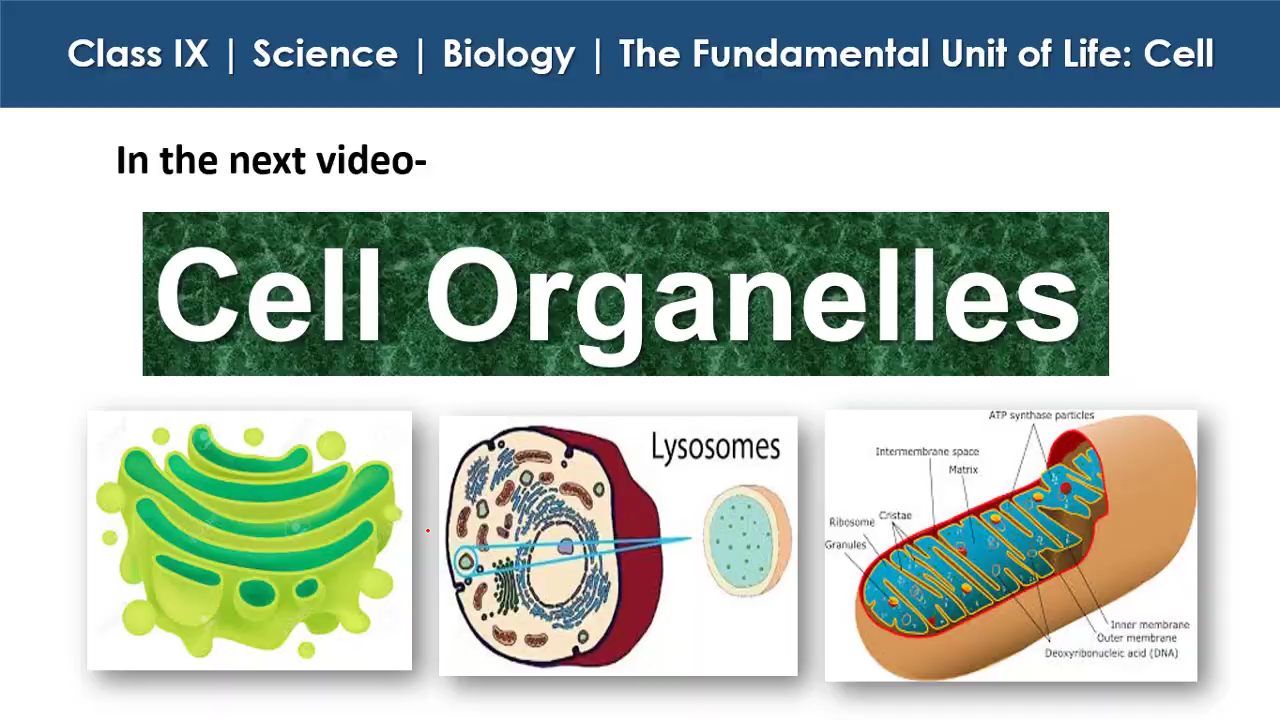 Class IX | Science | Biology | The Fundamental Unit of Life: Cell
In the next video-
Cell Organelles
Lysosomes
ATP synthase particles
Intermembrane space
Matrix
Ribosome
Cristae
Granules
Inner membrane
Outer membrane
Deoxyribonucleic acid (DNA)